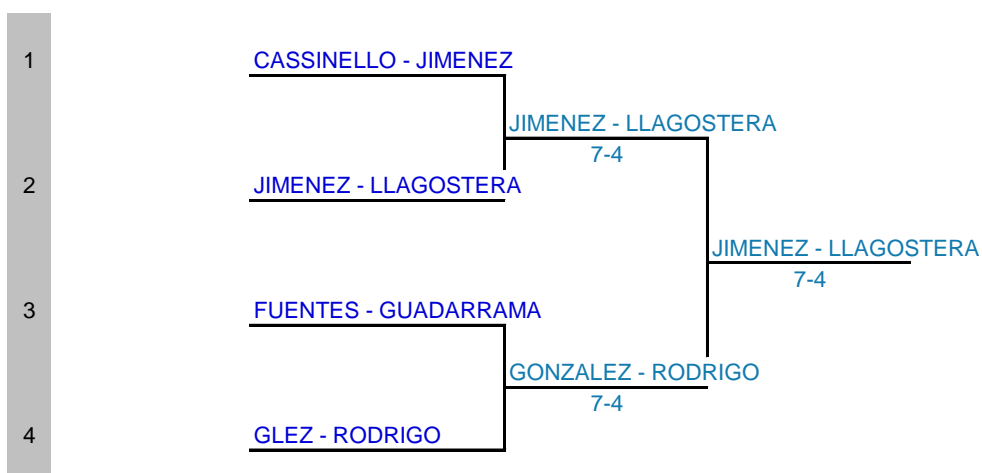 1 CASSINELLO - JIMENEZ
JIMENEZ - LLAGOSTERA
7-4
2 JIMENEZ - LLAGOSTERA
JIMENEZ - LLAGOSTERA
7-4
3 FUENTES - GUADARRAMA
GONZALEZ - RODRIGO
7-4
4 GLEZ - RODRIGO